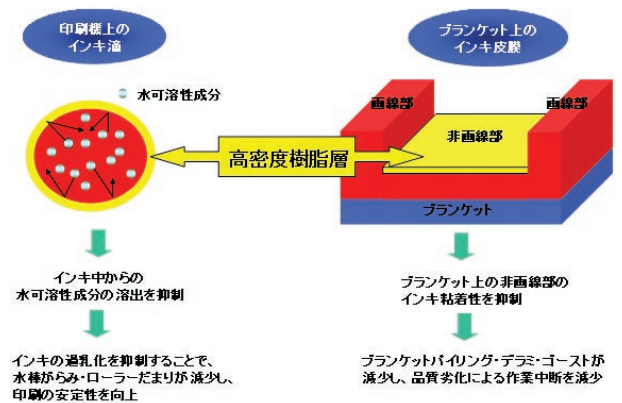 印刷機上の
インキ滴
ブランケット上の
インキ皮膜
水可溶性成分
画線部
画線部
非画線部
高密度樹脂層
ブランケット
インキ中からの
水可溶性成分の溶出を抑制
ブランケット上の非画線部の
インキ粘着性を抑制
インキの過乳化を抑制することで、
水棒がらみ・ローラーだまりが減少し、
印刷の安定性を向上
ブランケットパイリング・デラミ・ゴーストが
減少し、品質劣化による作業中断を減少